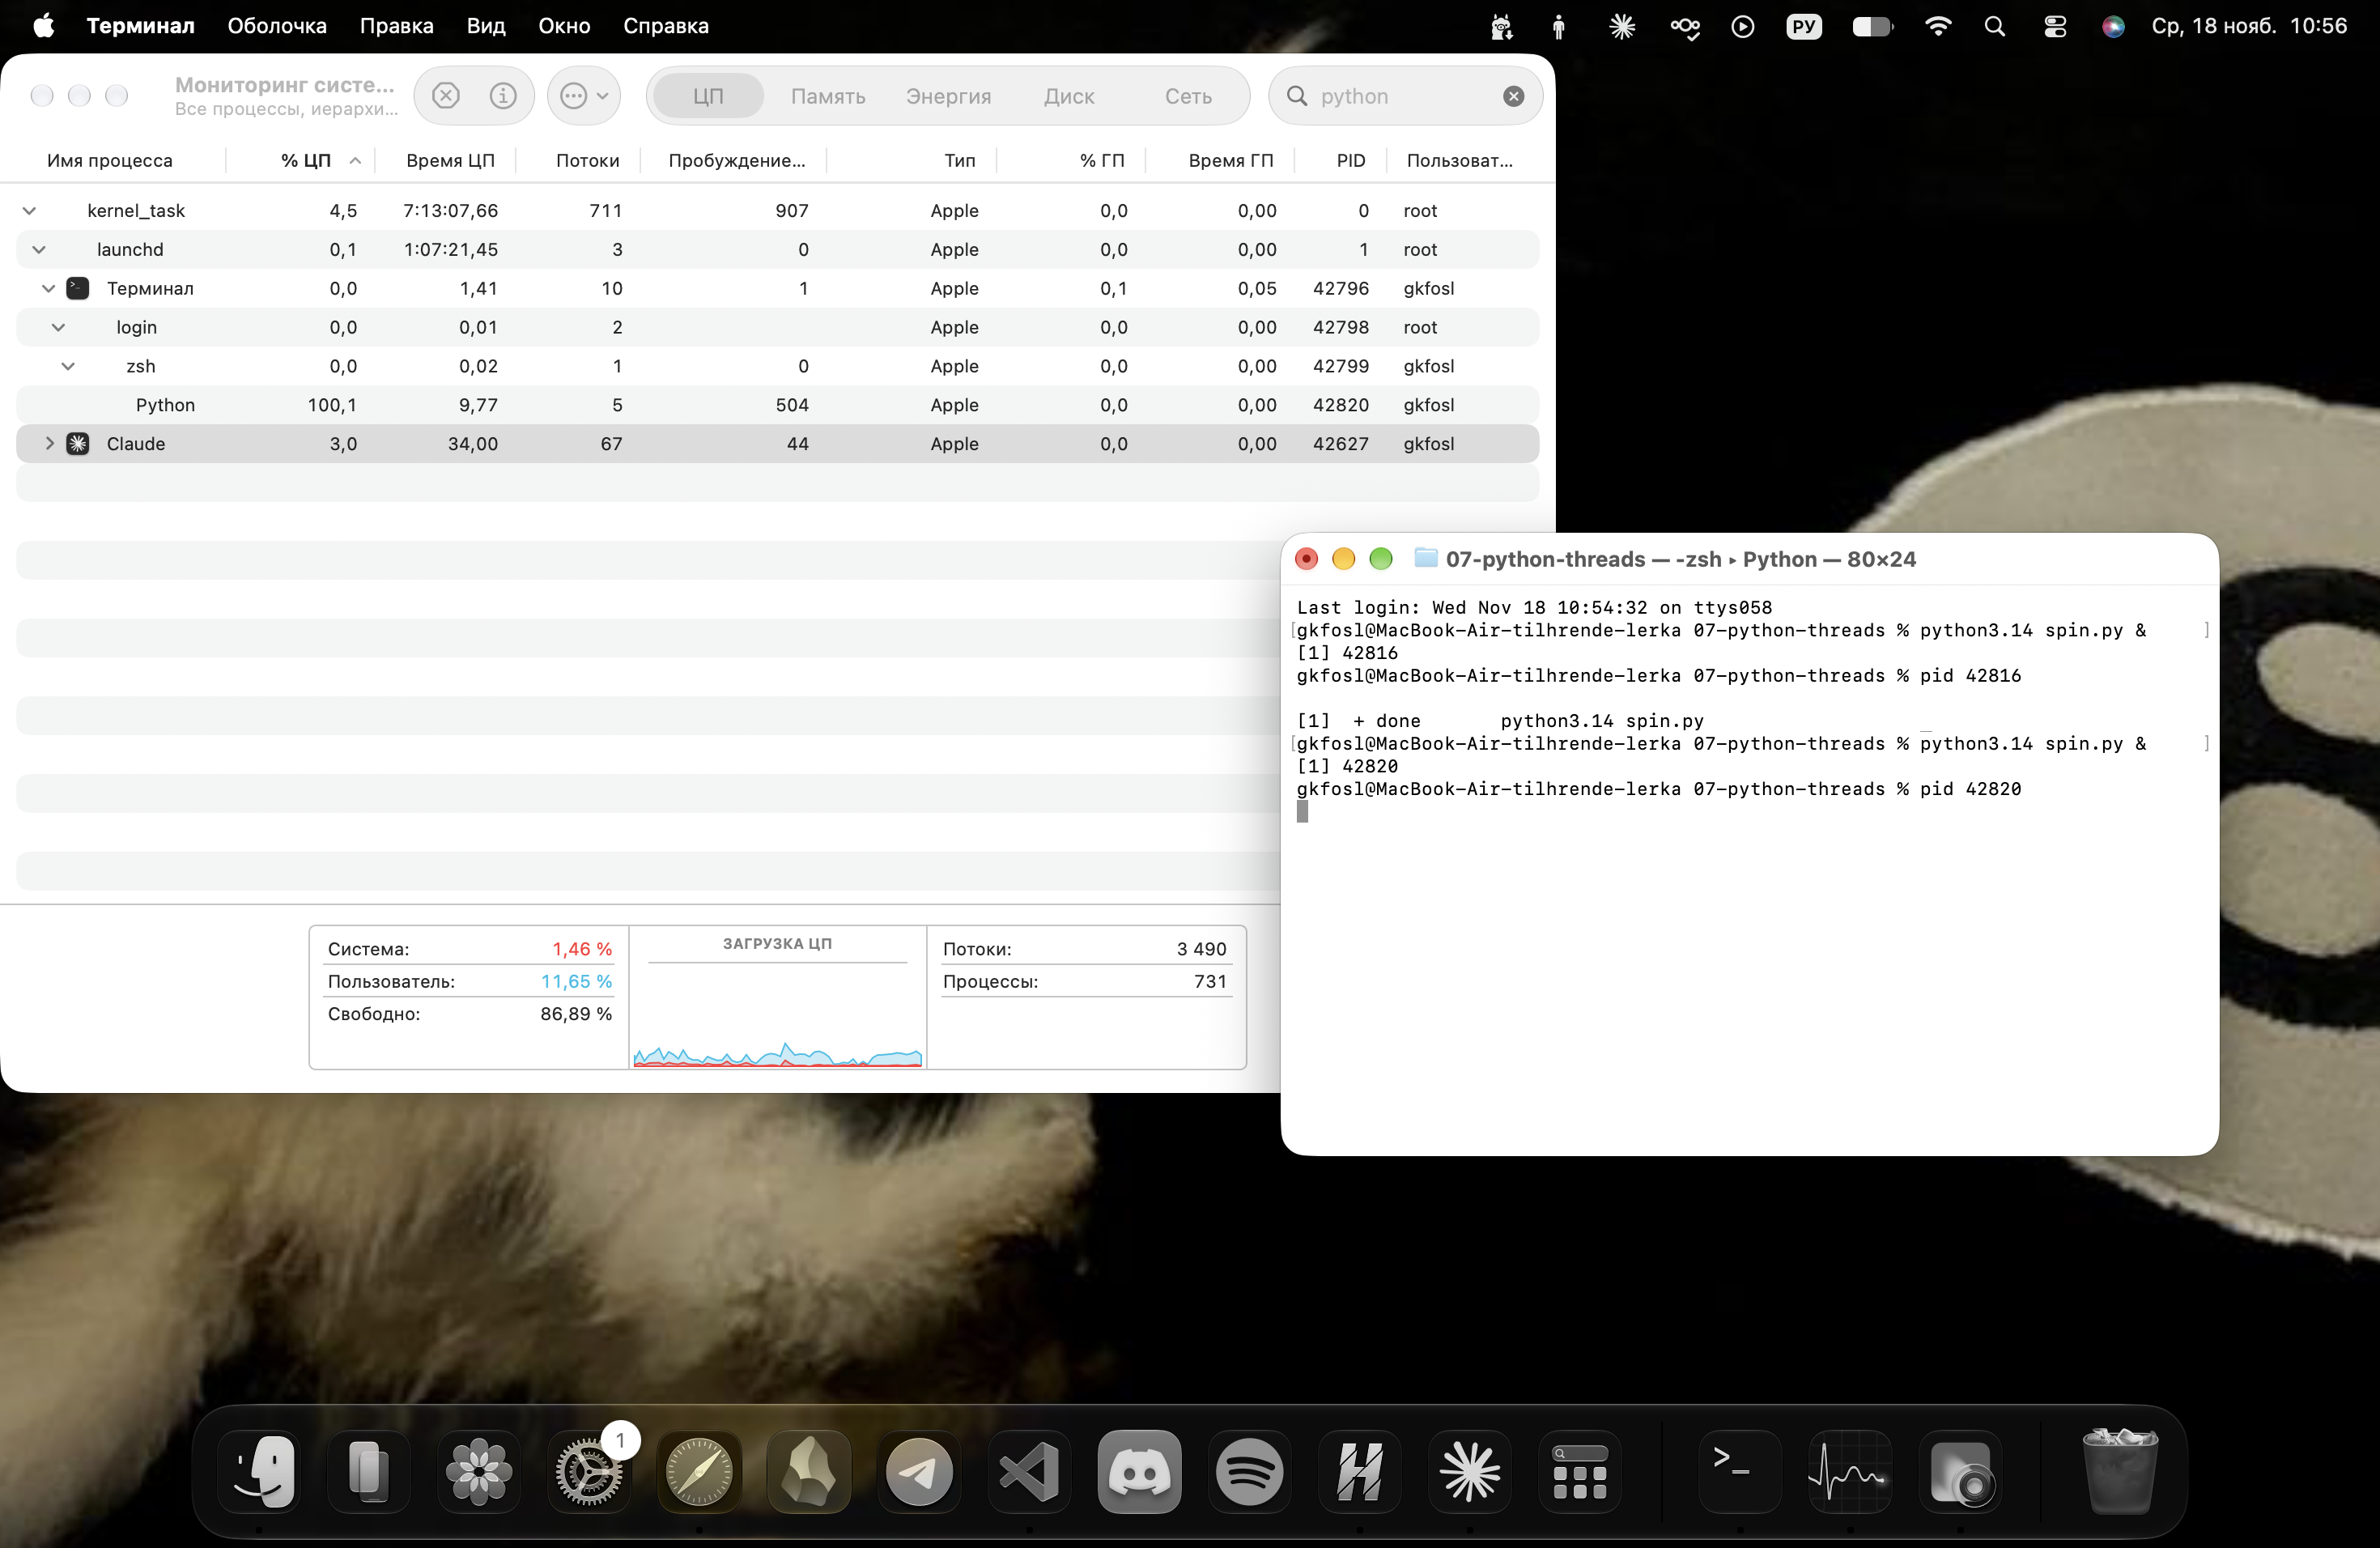 Терминал Оболочка Правка Вид Окно Справка РУ Ср, 18 нояб. 10:56
Мониторинг систе...
Все процессы, иерархи...
ЦП Память Энергия Диск Сеть python
Имя процесса % ЦП Время ЦП Потоки Пробуждение... Тип % ГП Время ГП PID Пользоват...
kernel_task 4,5 7:13:07,66 711 907 Apple 0,0 0,00 0 root
launchd 0,1 1:07:21,45 3 0 Apple 0,0 0,00 1 root
Терминал 0,0 1,41 10 1 Apple 0,1 0,05 42796 gkfosl
login 0,0 0,01 2 Apple 0,0 0,00 42798 root
zsh 0,0 0,02 1 0 Apple 0,0 0,00 42799 gkfosl
Python 100,1 9,77 5 504 Apple 0,0 0,00 42820 gkfosl
Claude 3,0 34,00 67 44 Apple 0,0 0,00 42627 gkfosl
Система: 1,46 %
Пользователь: 11,65 %
Свободно: 86,89 %
ЗАГРУЗКА ЦП
Потоки: 3 490
Процессы: 731
07-python-threads — -zsh ▸ Python — 80×24
Last login: Wed Nov 18 10:54:32 on ttys058
[gkfosl@MacBook-Air-tilhrende-lerka 07-python-threads % python3.14 spin.py & ]
[1] 42816
gkfosl@MacBook-Air-tilhrende-lerka 07-python-threads % pid 42816
[1]  + done       python3.14 spin.py
[gkfosl@MacBook-Air-tilhrende-lerka 07-python-threads % python3.14 spin.py & ]
[1] 42820
gkfosl@MacBook-Air-tilhrende-lerka 07-python-threads % pid 42820
1